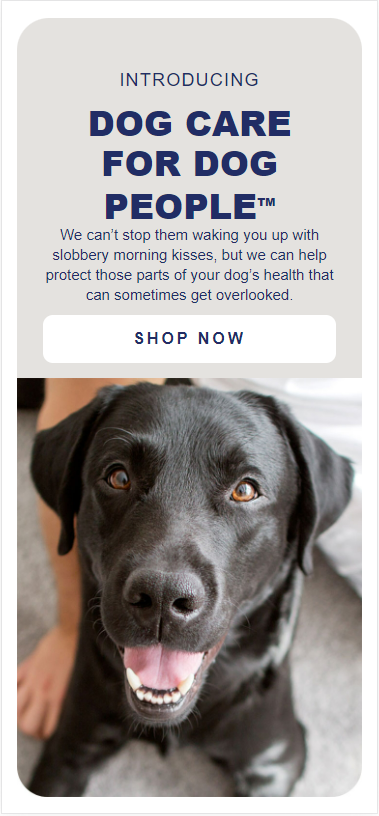 INTRODUCING
DOG CARE
FOR DOG
PEOPLE™
We can’t stop them waking you up with
slobbery morning kisses, but we can help
protect those parts of your dog’s health that
can sometimes get overlooked.
SHOP NOW